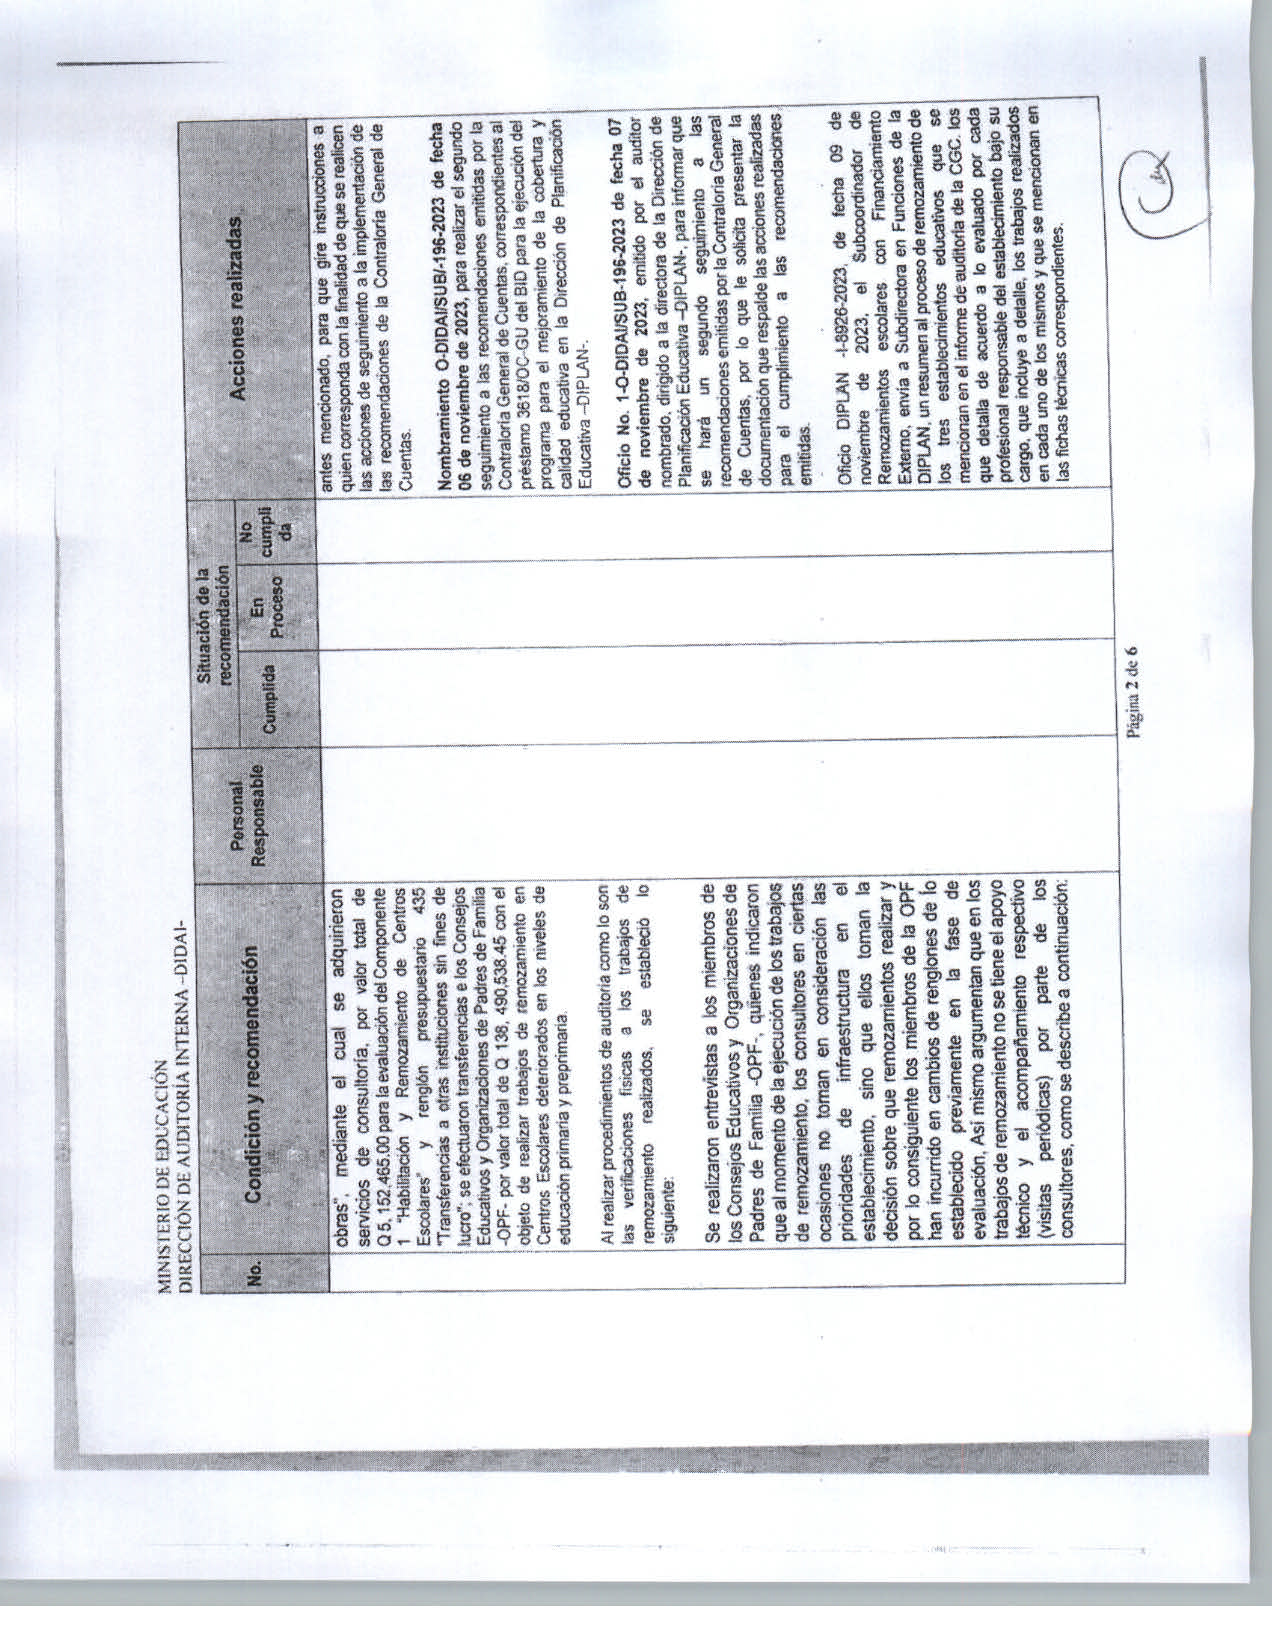 MINISTERIO DE EDUCACIÓN
DIRECCIÓN DE AUDITORÍA INTERNA –DIDAI-
No.
Condición y recomendación
Personal
Responsable
Situación de la
recomendación
Cumplida
En
Proceso
No
cumpli
da
Acciones realizadas
obras", mediante el cual se adquirieron
servicios de consultoría, por valor total de
Q 5, 152,465.00 para la evaluación del Componente
1 "Habilitación y Remozamiento de Centros
Escolares" y renglón presupuestario 435
"Transferencias a otras instituciones sin fines de
lucro"; se efectuaron transferencias e los Consejos
Educativos y Organizaciones de Padres de Familia
-OPF- por valor total de Q 138, 490,538.45 con el
objeto de realizar trabajos de remozamiento en
Centros Escolares deteriorados en los niveles de
educación primaria y preprimaria.
Al realizar procedimientos de auditoría como lo son
las verificaciones físicas a los trabajos de
remozamiento realizados, se estableció lo
siguiente:
Se realizaron entrevistas a los miembros de
los Consejos Educativos y Organizaciones de
Padres de Familia -OPF-, quienes indicaron
que al momento de la ejecución de los trabajos
de remozamiento, los consultores en ciertas
ocasiones no toman en consideración las
prioridades de infraestructura en el
establecimiento, sino que ellos toman la
decisión sobre que remozamientos realizar y
por lo consiguiente los miembros de la OPF
han incurrido en cambios de renglones de lo
establecido previamente en la fase de
evaluación, Así mismo argumentan que en los
trabajos de remozamiento no se tiene el apoyo
técnico y el acompañamiento respectivo
(visitas periódicas) por parte de los
consultores, como se describe a continuación:
antes mencionado, para que gire instrucciones a
quien corresponda con la finalidad de que se realicen
las acciones de seguimiento a la implementación de
las recomendaciones de la Contraloría General de
Cuentas.
Nombramiento O-DIDAI/SUB/-196-2023 de fecha
06 de noviembre de 2023, para realizar el segundo
seguimiento a las recomendaciones emitidas por la
Contraloría General de Cuentas, correspondientes al
préstamo 3618/OC-GU del BID para la ejecución del
programa para el mejoramiento de la cobertura y
calidad educativa en la Dirección de Planificación
Educativa –DIPLAN-.
Oficio No. 1-O-DIDAI/SUB-196-2023 de fecha 07
de noviembre de 2023, emitido por el auditor
nombrado, dirigido a la directora de la Dirección de
Planificación Educativa –DIPLAN-, para informar que
se hará un segundo seguimiento a las
recomendaciones emitidas por la Contraloría General
de Cuentas, por lo que le solicita presentar la
documentación que respalde las acciones realizadas
para el cumplimiento a las recomendaciones
emitidas.
Oficio DIPLAN -I-8926-2023, de fecha 09 de
noviembre de 2023, el Subcoordinador de
Remozamientos escolares con Financiamiento
Externo, envía a Subdirectora en Funciones de la
DIPLAN, un resumen al proceso de remozamiento de
los tres establecimientos educativos que se
mencionan en el informe de auditoría de la CGC. los
que detalla de acuerdo a lo evaluado por cada
profesional responsable del establecimiento bajo su
cargo, que incluye a detalle, los trabajos realizados
en cada uno de los mismos y que se mencionan en
las fichas técnicas correspondientes.
Página 2 de 6